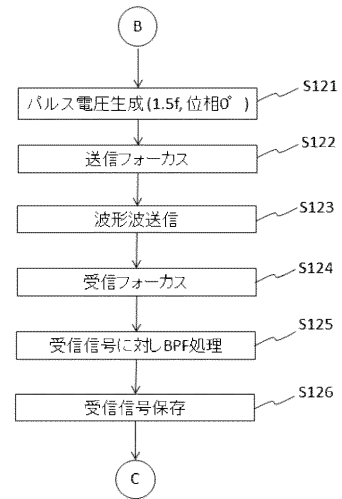 B
S121
パルス電圧生成(1.5f, 位相0°)
S122
送信フォーカス
S123
波形波送信
S124
受信フォーカス
S125
受信信号に対しBPF処理
S126
受信信号保存
C